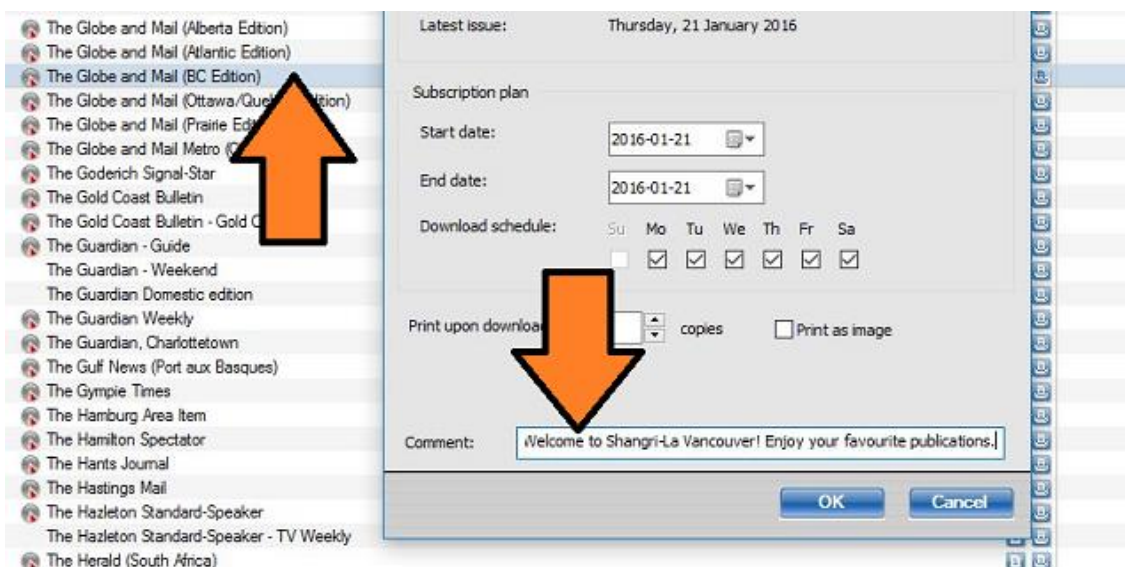 The Globe and Mail (Alberta Edition)
The Globe and Mail (Atlantic Edition)
The Globe and Mail (BC Edition)
The Globe and Mail (Ottawa/Que tion)
The Globe and Mail (Prairie Ed
The Globe and Mail Metro (
The Goderich Signal-Star
The Gold Coast Bulletin
The Gold Coast Bulletin - Gold C
The Guardian - Guide
The Guardian - Weekend
The Guardian Domestic edition
The Guardian Weekly
The Guardian, Charlottetown
The Gulf News (Port aux Basques)
The Gympie Times
The Hamburg Area Item
The Hamilton Spectator
The Hants Journal
The Hastings Mail
The Hazleton Standard-Speaker
The Hazleton Standard-Speaker - TV Weekly
The Herald (South Africa)
Latest issue: Thursday, 21 January 2016
Subscription plan
Start date: 2016-01-21
End date: 2016-01-21
Download schedule: Su Mo Tu We Th Fr Sa
Print upon downloa copies Print as image
Comment: Welcome to Shangri-La Vancouver! Enjoy your favourite publications.
OK Cancel